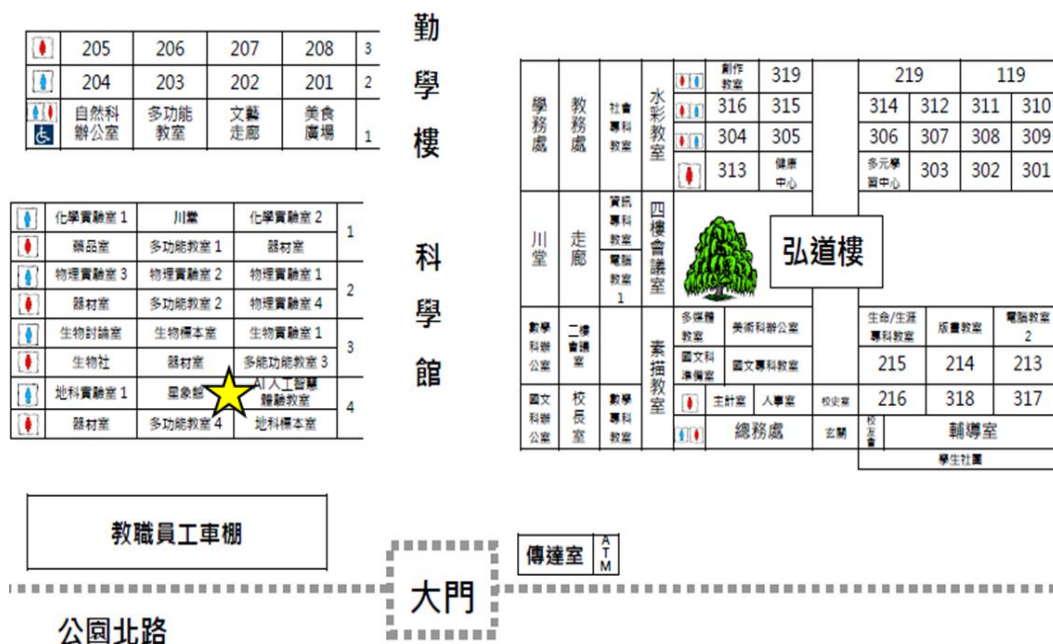 勤學樓
205 206 207 208 3
204 203 202 201 2
自然科辦公室 多功能教室 文藝走廊 美食廣場 1
科學館
化學實驗室 1 川堂 化學實驗室 2 1
藥品室 多功能教室 1 器材室
物理實驗室 3 物理實驗室 2 物理實驗室 1 2
器材室 多功能教室 2 物理實驗室 4
生物討論室 生物標本室 生物實驗室 1 3
生物社 器材室 多能功能教室 3
地科實驗室 1 星象館 AI 人工智慧體驗教室 4
器材室 多功能教室 4 地科標本室
學務處 教務處 社會專科教室 水彩教室
川堂 走廊 資訊專科教室 電腦教室 1 四樓會議室
數學科辦公室 二樓會議室 素描教室
國文科辦公室 校長室 數學專科教室
創作教室 319
316 315
304 305
313 健康中心
219 119
314 312 311 310
306 307 308 309
多元學習中心 303 302 301
弘道樓
多媒體教室 美術科辦公室
國文科準備室 國文專科教室
主計室 人事室 校史室
總務處 玄關
生命/生涯專科教室 版畫教室 電腦教室 2
215 214 213
216 318 317
校友會 輔導室
學生社團
教職員工車棚
傳達室 ATM
大門
公園北路